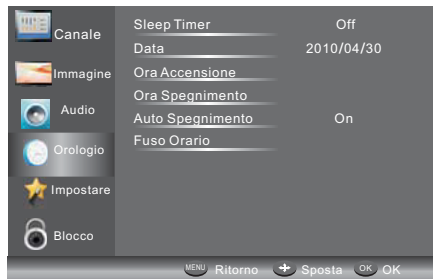 Canale
Immagine
Audio
Orologio
Impostare
Blocco
Sleep Timer Off
Data 2010/04/30
Ora Accensione
Ora Spegnimento
Auto Spegnimento On
Fuso Orario
MENU Ritorno Sposta OK OK